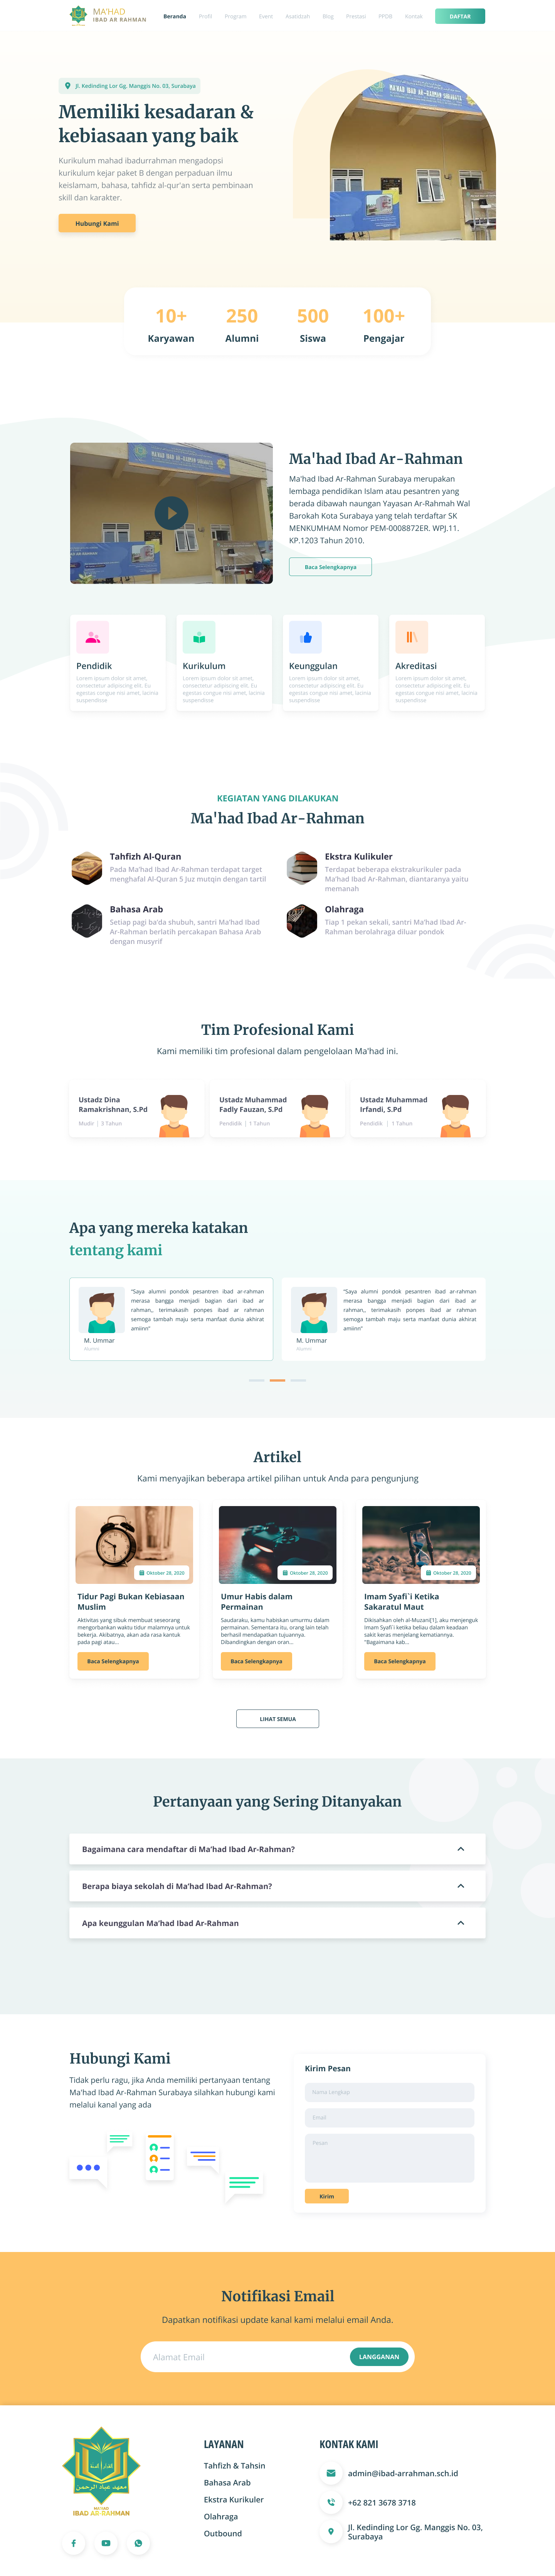 MA'HAD
IBAD AR RAHMAN
Beranda Profil Program Event Asatidzah Blog Prestasi PPDB Kontak DAFTAR
Jl. Kedinding Lor Gg. Manggis No. 03, Surabaya
Memiliki kesadaran &
kebiasaan yang baik
Kurikulum mahad ibadurrahman mengadopsi
kurikulum kejar paket B dengan perpaduan ilmu
keislamam, bahasa, tahfidz al-qur'an serta pembinaan
skill dan karakter.
Hubungi Kami
10+ 250 500 100+
Karyawan Alumni Siswa Pengajar
Ma'had Ibad Ar-Rahman
Ma'had Ibad Ar-Rahman Surabaya merupakan
lembaga pendidikan Islam atau pesantren yang
berada dibawah naungan Yayasan Ar-Rahmah Wal
Barokah Kota Surabaya yang telah terdaftar SK
MENKUMHAM Nomor PEM-0008872ER. WPJ.11.
KP.1203 Tahun 2010.
Baca Selengkapnya
Pendidik
Lorem ipsum dolor sit amet,
consectetur adipiscing elit. Eu
egestas congue nisi amet, lacinia
suspendisse
Kurikulum
Lorem ipsum dolor sit amet,
consectetur adipiscing elit. Eu
egestas congue nisi amet, lacinia
suspendisse
Keunggulan
Lorem ipsum dolor sit amet,
consectetur adipiscing elit. Eu
egestas congue nisi amet, lacinia
suspendisse
Akreditasi
Lorem ipsum dolor sit amet,
consectetur adipiscing elit. Eu
egestas congue nisi amet, lacinia
suspendisse
KEGIATAN YANG DILAKUKAN
Ma'had Ibad Ar-Rahman
Tahfizh Al-Quran
Pada Ma'had Ibad Ar-Rahman terdapat target
menghafal Al-Quran 5 Juz mutqin dengan tartil
Ekstra Kulikuler
Terdapat beberapa ekstrakurikuler pada
Ma'had Ibad Ar-Rahman, diantaranya yaitu
memanah
Bahasa Arab
Setiap pagi ba'da shubuh, santri Ma'had Ibad
Ar-Rahman berlatih percakapan Bahasa Arab
dengan musyrif
Olahraga
Tiap 1 pekan sekali, santri Ma'had Ibad Ar-
Rahman berolahraga diluar pondok
Tim Profesional Kami
Kami memiliki tim profesional dalam pengelolaan Ma'had ini.
Ustadz Dina
Ramakrishnan, S.Pd
Mudir | 3 Tahun
Ustadz Muhammad
Fadly Fauzan, S.Pd
Pendidik | 1 Tahun
Ustadz Muhammad
Irfandi, S.Pd
Pendidik | 1 Tahun
Apa yang mereka katakan
tentang kami
"Saya alumni pondok pesantren ibad ar-rahman
merasa bangga menjadi bagian dari ibad ar
rahman,, terimakasih ponpes ibad ar rahman
semoga tambah maju serta manfaat dunia akhirat
amiinn"
M. Ummar
Alumni
"Saya alumni pondok pesantren ibad ar-rahman
merasa bangga menjadi bagian dari ibad ar
rahman,, terimakasih ponpes ibad ar rahman
semoga tambah maju serta manfaat dunia akhirat
amiinn"
M. Ummar
Alumni
Artikel
Kami menyajikan beberapa artikel pilihan untuk Anda para pengunjung
Oktober 28, 2020
Tidur Pagi Bukan Kebiasaan
Muslim
Aktivitas yang sibuk membuat seseorang
mengorbankan waktu tidur malamnya untuk
bekerja. Akibatnya, akan ada rasa kantuk
pada pagi atau...
Baca Selengkapnya
Oktober 28, 2020
Umur Habis dalam
Permainan
Saudaraku, kamu habiskan umurmu dalam
permainan. Sementara itu, orang lain telah
berhasil mendapatkan tujuannya.
Dibandingkan dengan oran...
Baca Selengkapnya
Oktober 28, 2020
Imam Syafi`i Ketika
Sakaratul Maut
Dikisahkan oleh al-Muzani[1], aku menjenguk
Imam Syafi'i ketika beliau dalam keadaan
sakit keras menjelang kematiannya.
"Bagaimana kab...
Baca Selengkapnya
LIHAT SEMUA
Pertanyaan yang Sering Ditanyakan
Bagaimana cara mendaftar di Ma'had Ibad Ar-Rahman?
Berapa biaya sekolah di Ma'had Ibad Ar-Rahman?
Apa keunggulan Ma'had Ibad Ar-Rahman
Hubungi Kami
Tidak perlu ragu, jika Anda memiliki pertanyaan tentang
Ma'had Ibad Ar-Rahman Surabaya silahkan hubungi kami
melalui kanal yang ada
Kirim Pesan
Nama Lengkap
Email
Pesan
Kirim
Notifikasi Email
Dapatkan notifikasi update kanal kami melalui email Anda.
Alamat Email
LANGGANAN
معهد عباد الرحمن
MA'HAD
IBAD AR RAHMAN
LAYANAN
Tahfizh & Tahsin
Bahasa Arab
Ekstra Kurikuler
Olahraga
Outbound
KONTAK KAMI
admin@ibad-arrahman.sch.id
+62 821 3678 3718
Jl. Kedinding Lor Gg. Manggis No. 03,
Surabaya